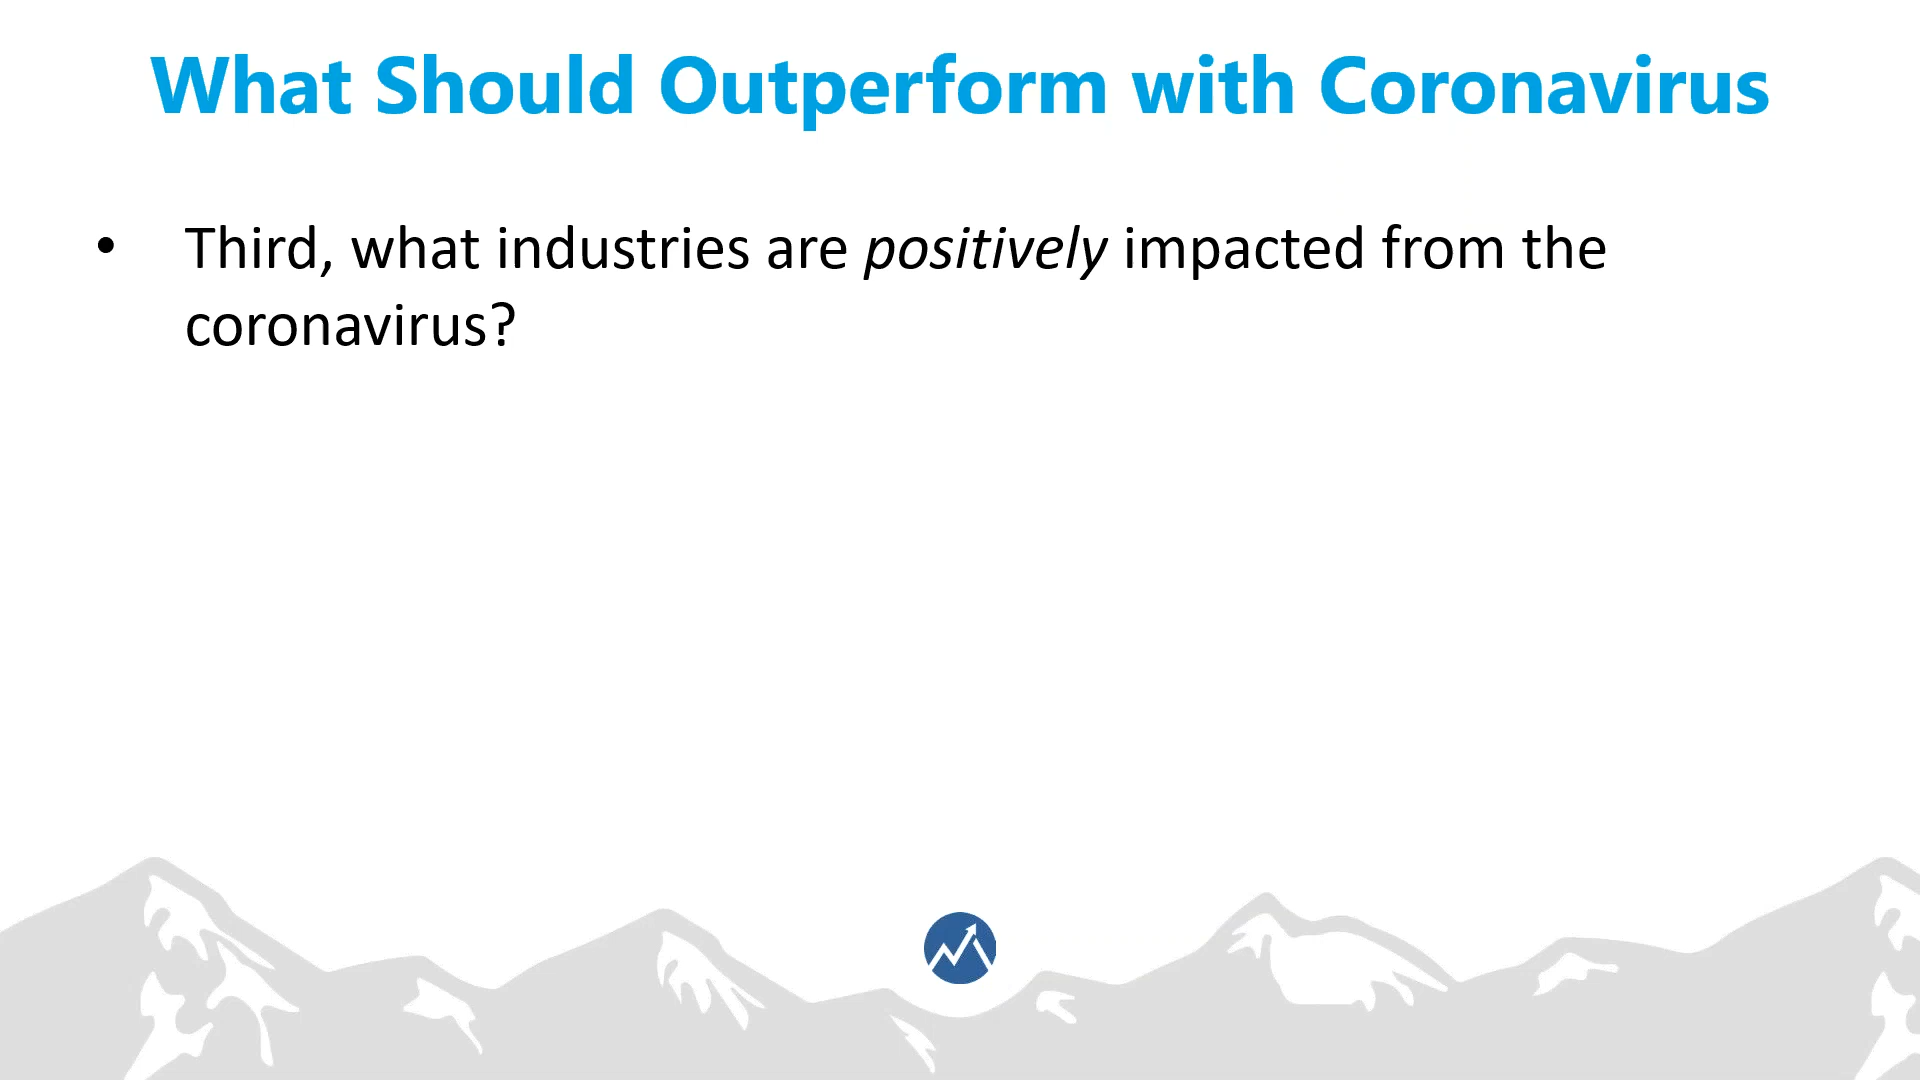 What Should Outperform with Coronavirus
• Third, what industries are positively impacted from the
coronavirus?